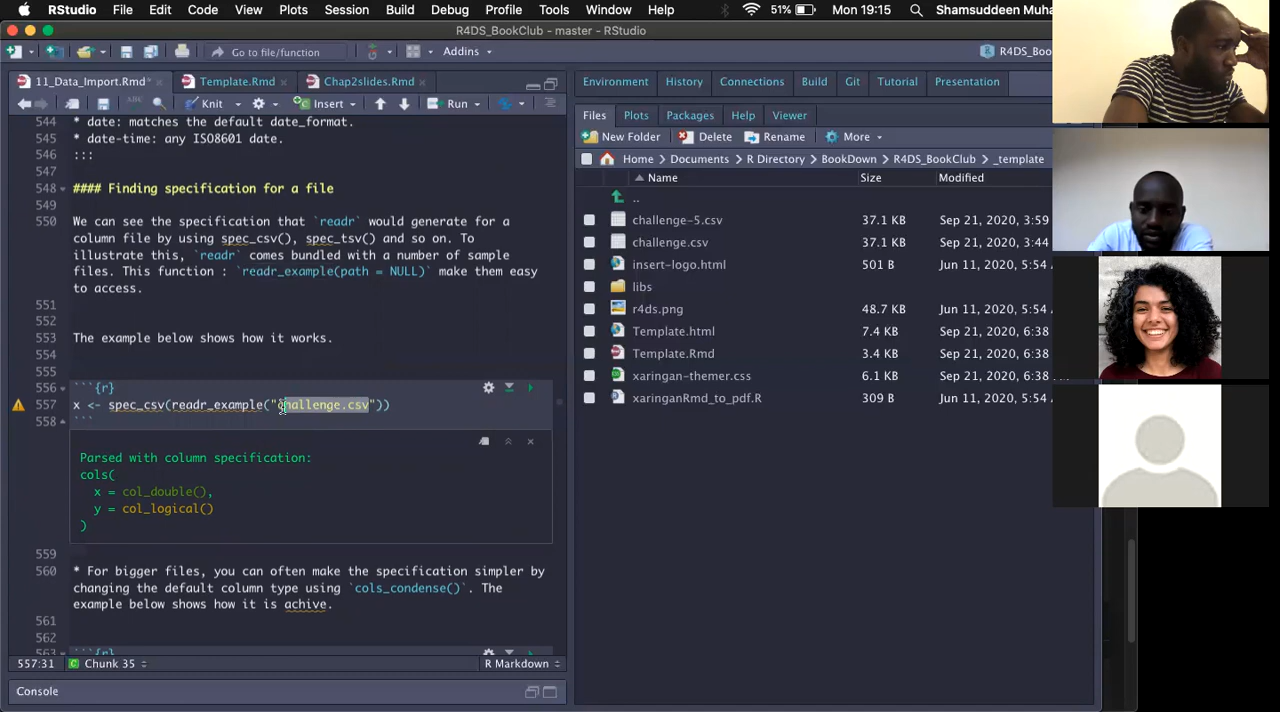 RStudio File Edit Code View Plots Session Build Debug Profile Tools Window Help 51% Mon 19:15 Shamsuddeen Muha
R4DS_BookClub - master - RStudio
Go to file/function Addins R4DS_Boo
11_Data_Import.Rmd* Template.Rmd Chap2slides.Rmd
Knit Insert Run
544 * date: matches the default date_format.
545 * date-time: any ISO8601 date.
546 :::
547
548 #### Finding specification for a file
549
550 We can see the specification that `readr` would generate for a
column file by using spec_csv(), spec_tsv() and so on. To
illustrate this, `readr` comes bundled with a number of sample
files. This function : `readr_example(path = NULL)` make them easy
to access.
551
552
553 The example below shows how it works.
554
555
556 ```{r}
557 x <- spec_csv(readr_example("challenge.csv"))
558 ```
Parsed with column specification:
cols(
x = col_double(),
y = col_logical()
)
559
560 * For bigger files, you can often make the specification simpler by
changing the default column type using `cols_condense()`. The
example below shows how it is achive.
561
562
563 ```{r}
557:31 Chunk 35 R Markdown
Console
Environment History Connections Build Git Tutorial Presentation
Files Plots Packages Help Viewer
New Folder Delete Rename More
Home Documents R Directory BookDown R4DS_BookClub _template
Name Size Modified
..
challenge-5.csv 37.1 KB Sep 21, 2020, 3:59
challenge.csv 37.1 KB Sep 21, 2020, 3:44
insert-logo.html 501 B Jun 11, 2020, 5:54
libs
r4ds.png 48.7 KB Jun 11, 2020, 5:54
Template.html 7.4 KB Sep 21, 2020, 6:38
Template.Rmd 3.4 KB Sep 21, 2020, 6:38
xaringan-themer.css 6.1 KB Sep 21, 2020, 6:38
xaringanRmd_to_pdf.R 309 B Jun 11, 2020, 5:54